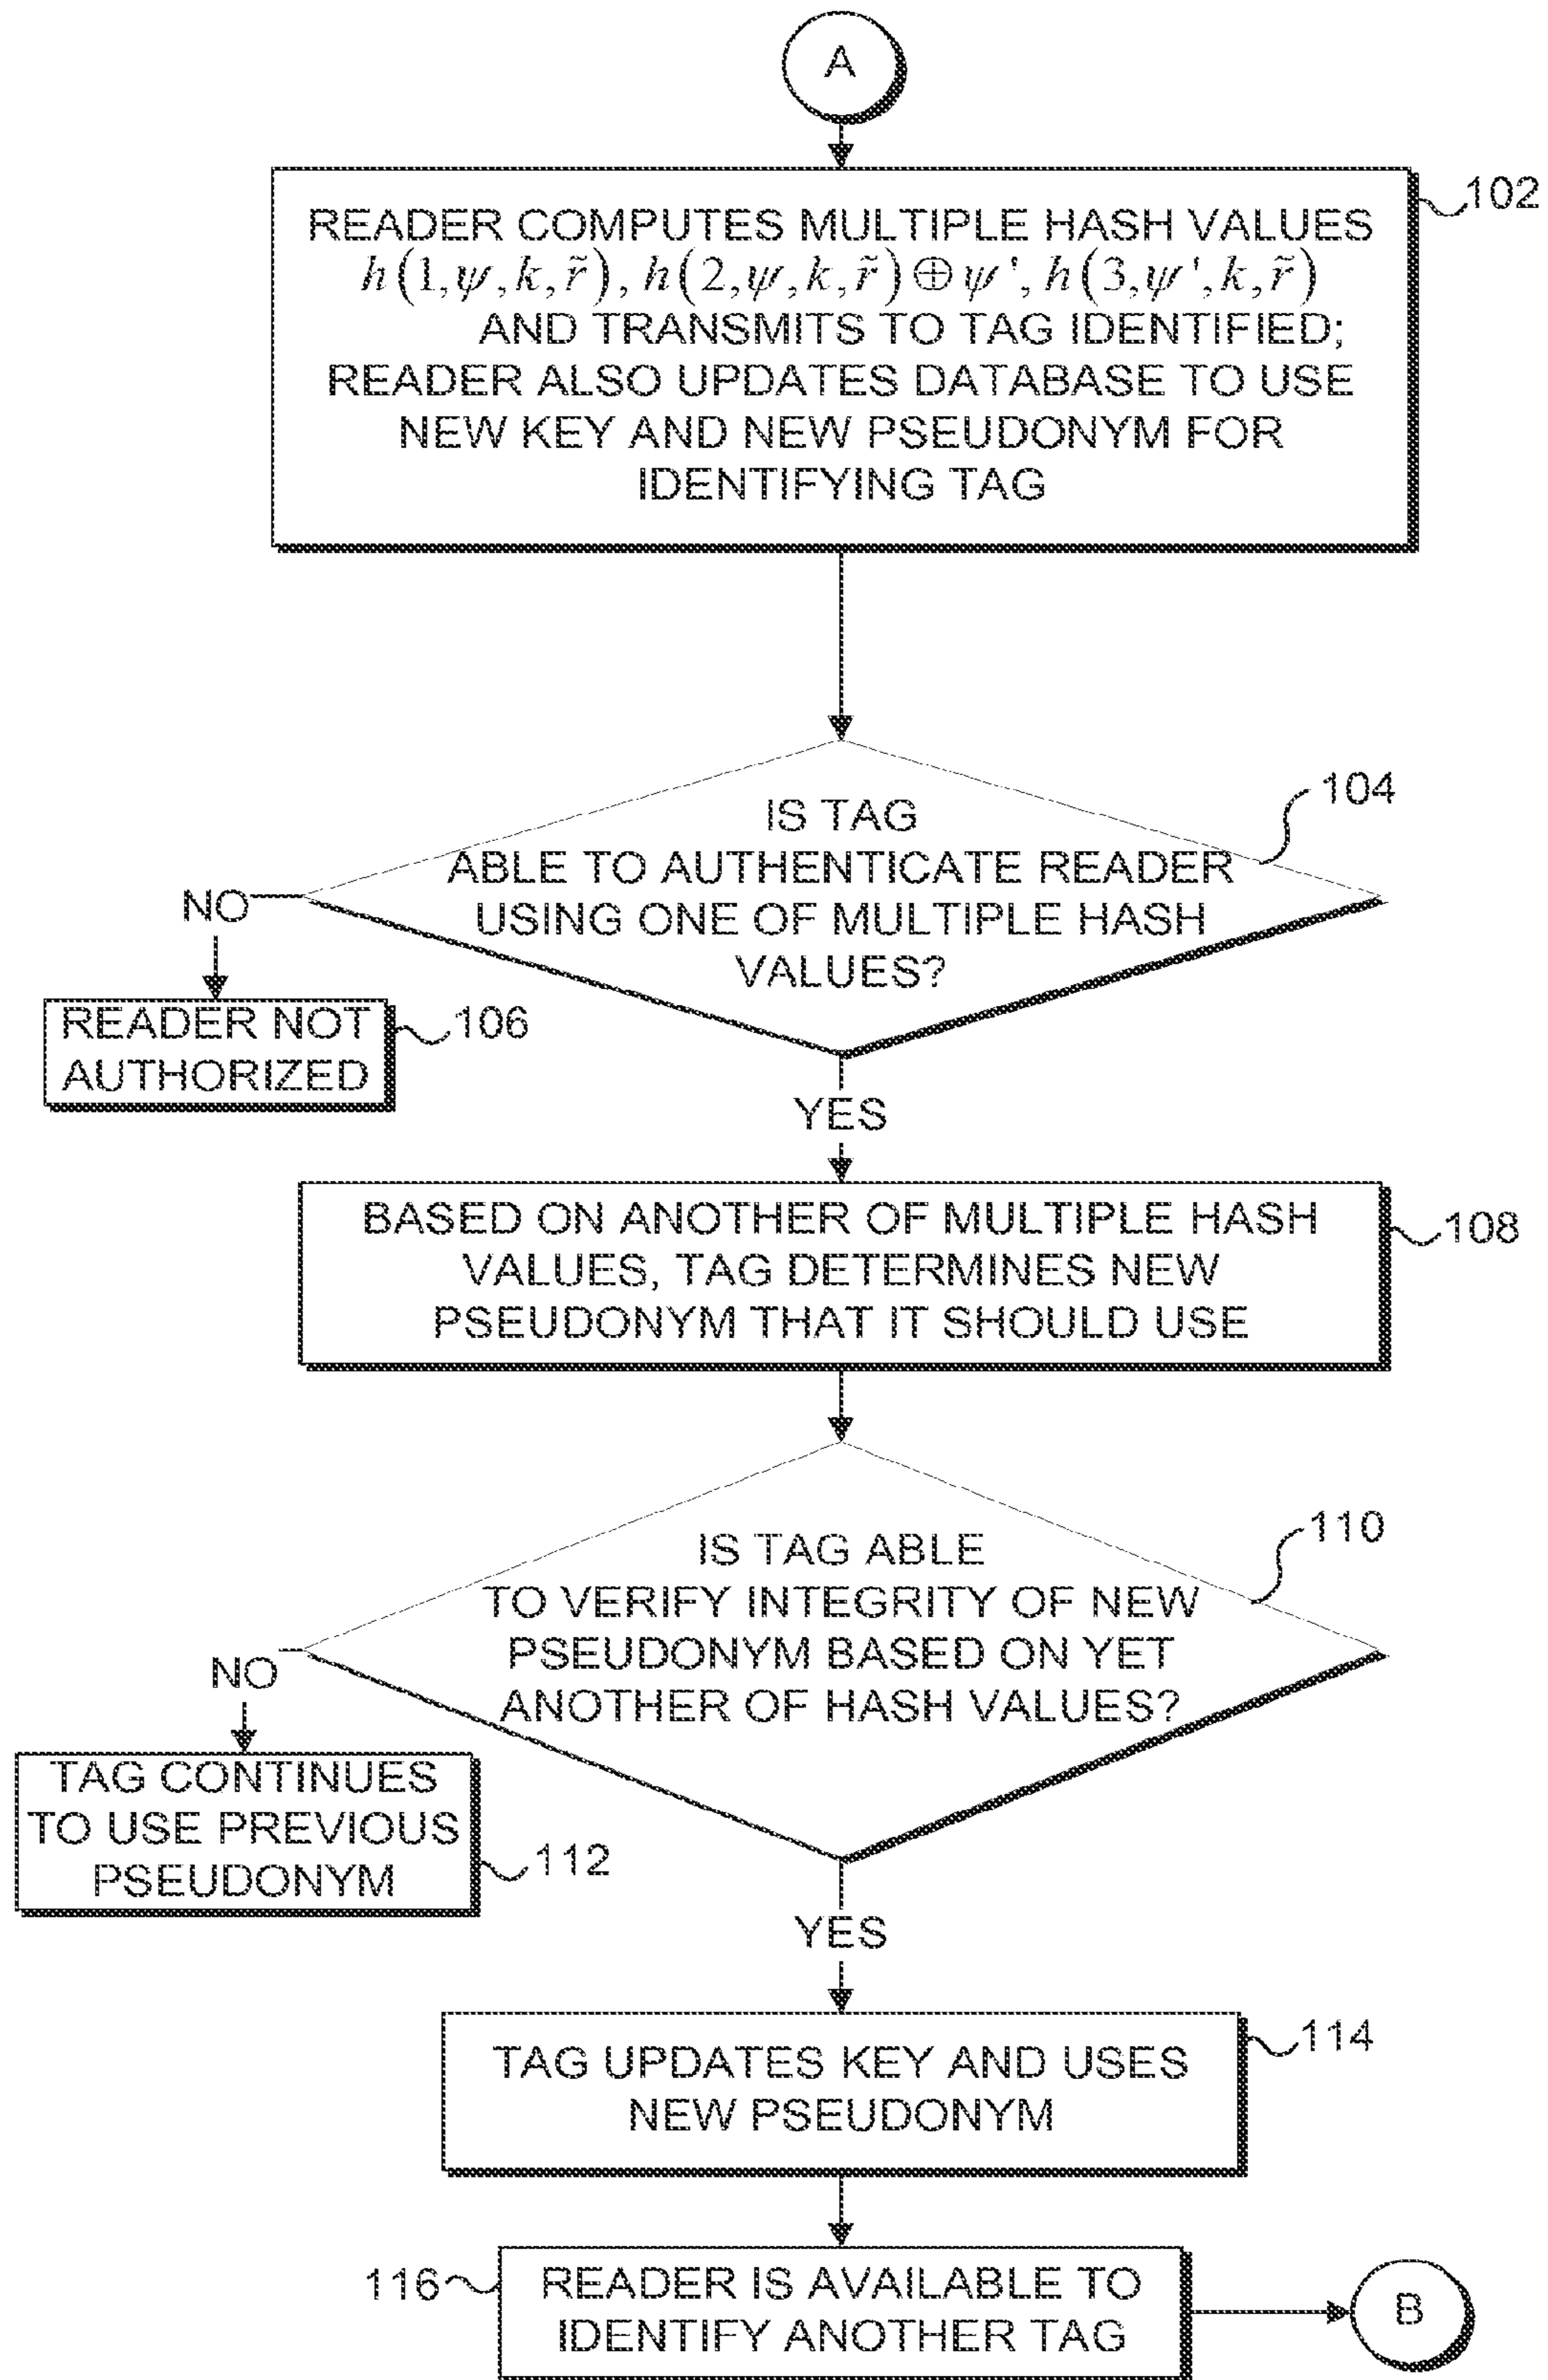 A
READER COMPUTES MULTIPLE HASH VALUES
h(1,ψ,k,r̃), h(2,ψ,k,r̃)⊕ψ', h(3,ψ',k,r̃)
AND TRANSMITS TO TAG IDENTIFIED;
READER ALSO UPDATES DATABASE TO USE
NEW KEY AND NEW PSEUDONYM FOR
IDENTIFYING TAG
102
IS TAG
ABLE TO AUTHENTICATE READER
USING ONE OF MULTIPLE HASH
VALUES?
104
NO
READER NOT
AUTHORIZED
106
YES
BASED ON ANOTHER OF MULTIPLE HASH
VALUES, TAG DETERMINES NEW
PSEUDONYM THAT IT SHOULD USE
108
IS TAG ABLE
TO VERIFY INTEGRITY OF NEW
PSEUDONYM BASED ON YET
ANOTHER OF HASH VALUES?
110
NO
TAG CONTINUES
TO USE PREVIOUS
PSEUDONYM
112
YES
TAG UPDATES KEY AND USES
NEW PSEUDONYM
114
116
READER IS AVAILABLE TO
IDENTIFY ANOTHER TAG
B